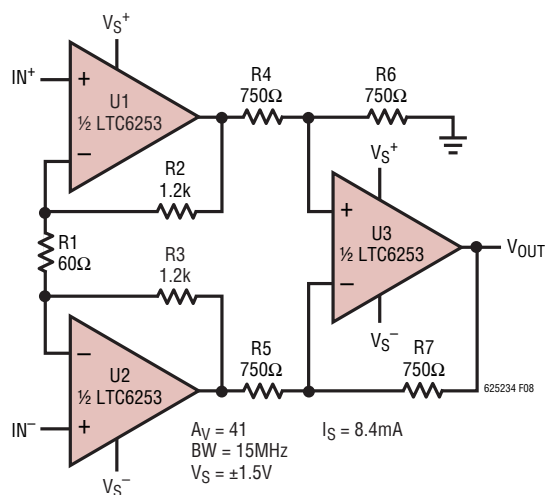 VS+
IN+
+
U1
½ LTC6253
−
R4
750Ω
R6
750Ω
R2
1.2k
R1
60Ω
R3
1.2k
VS+
+
U3
½ LTC6253
−
VOUT
VS−
−
U2
½ LTC6253
+
IN−
VS−
R5
750Ω
R7
750Ω
625234 F08
AV = 41
BW = 15MHz
VS = ±1.5V
IS = 8.4mA